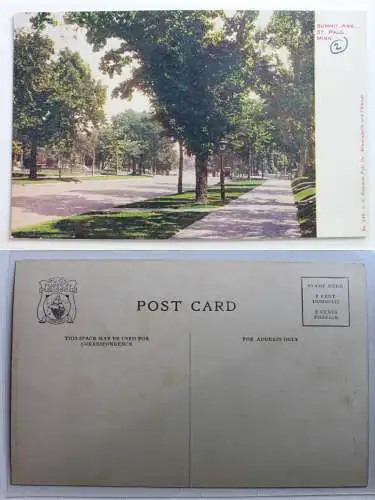 SUMMIT AVE.,
ST. PAUL,
MINN.
2
POST CARD
THIS SPACE MAY BE USED FOR
CORRESPONDENCE
FOR ADDRESS ONLY
STAMP HERE
1 CENT
DOMESTIC
2 CENTS
FOREIGN